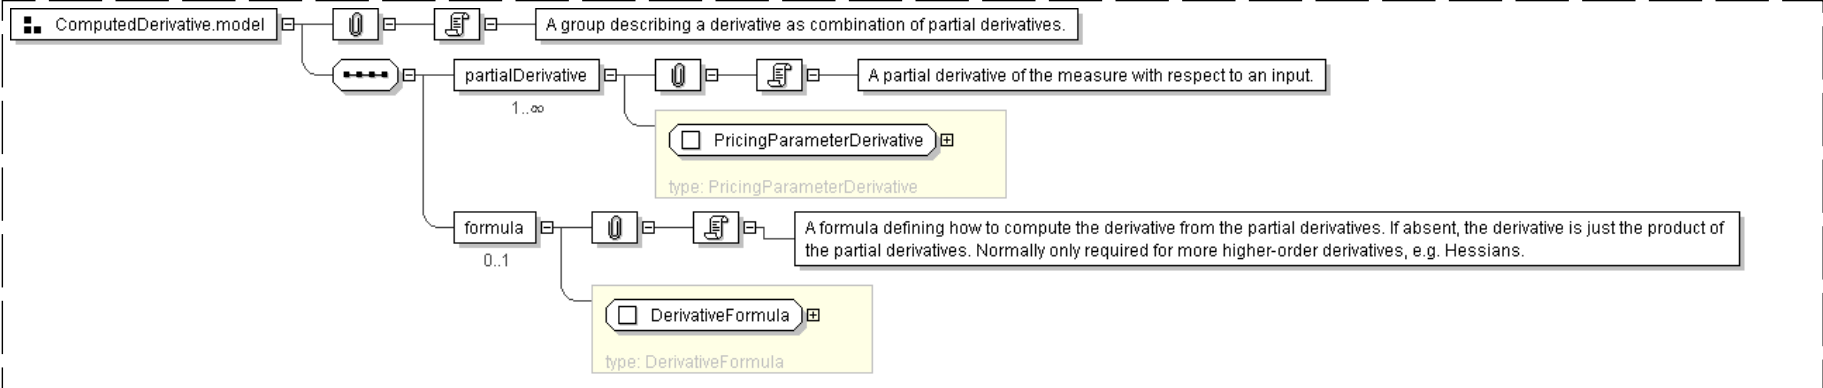 ComputedDerivative.model
A group describing a derivative as combination of partial derivatives.
partialDerivative
A partial derivative of the measure with respect to an input.
1..∞
PricingParameterDerivative
type: PricingParameterDerivative
formula
A formula defining how to compute the derivative from the partial derivatives. If absent, the derivative is just the product of
the partial derivatives. Normally only required for more higher-order derivatives, e.g. Hessians.
0..1
DerivativeFormula
type: DerivativeFormula